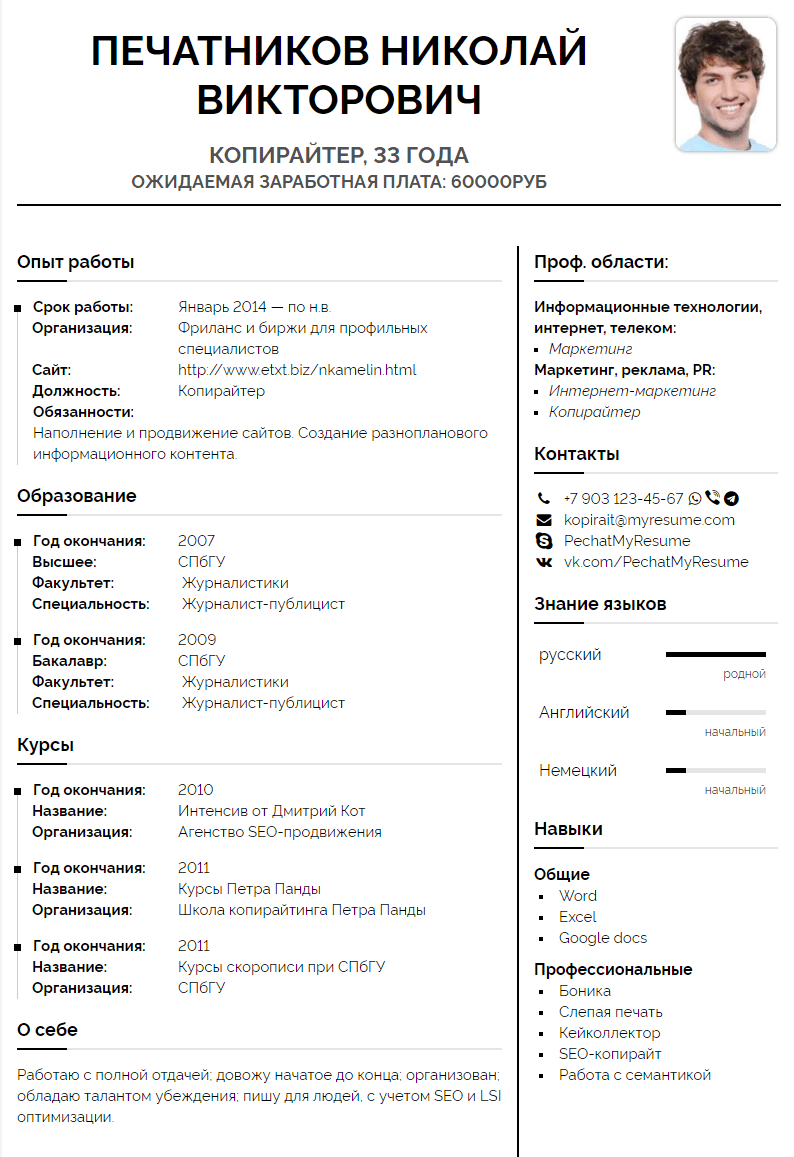 ПЕЧАТНИКОВ НИКОЛАЙ
ВИКТОРОВИЧ
КОПИРАЙТЕР, 33 ГОДА
ОЖИДАЕМАЯ ЗАРАБОТНАЯ ПЛАТА: 60000РУБ
Опыт работы
Срок работы: Январь 2014 — по н.в.
Организация: Фриланс и биржи для профильных
специалистов
Сайт: http://www.etxt.biz/nkamelin.html
Должность: Копирайтер
Обязанности:
Наполнение и продвижение сайтов. Создание разнопланового
информационного контента.
Образование
Год окончания: 2007
Высшее: СПбГУ
Факультет: Журналистики
Специальность: Журналист-публицист
Год окончания: 2009
Бакалавр: СПбГУ
Факультет: Журналистики
Специальность: Журналист-публицист
Курсы
Год окончания: 2010
Название: Интенсив от Дмитрий Кот
Организация: Агенство SEO-продвижения
Год окончания: 2011
Название: Курсы Петра Панды
Организация: Школа копирайтинга Петра Панды
Год окончания: 2011
Название: Курсы скорописи при СПбГУ
Организация: СПбГУ
О себе
Работаю с полной отдачей; довожу начатое до конца; организован;
обладаю талантом убеждения; пишу для людей, с учетом SEO и LSI
оптимизации.
Проф. области:
Информационные технологии,
интернет, телеком:
▪ Маркетинг
Маркетинг, реклама, PR:
▪ Интернет-маркетинг
▪ Копирайтер
Контакты
+7 903 123-45-67
kopirait@myresume.com
PechatMyResume
vk.com/PechatMyResume
Знание языков
русский
родной
Английский
начальный
Немецкий
начальный
Навыки
Общие
▪ Word
▪ Excel
▪ Google docs
Профессиональные
▪ Боника
▪ Слепая печать
▪ Кейколлектор
▪ SEO-копирайт
▪ Работа с семантикой